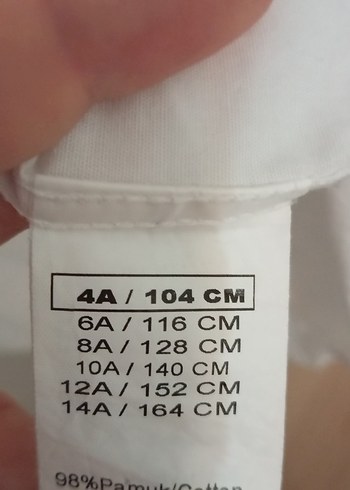 4A / 104 CM
6A / 116 CM
8A / 128 CM
10A / 140 CM
12A / 152 CM
14A / 164 CM
98%Pamuk/Cotton